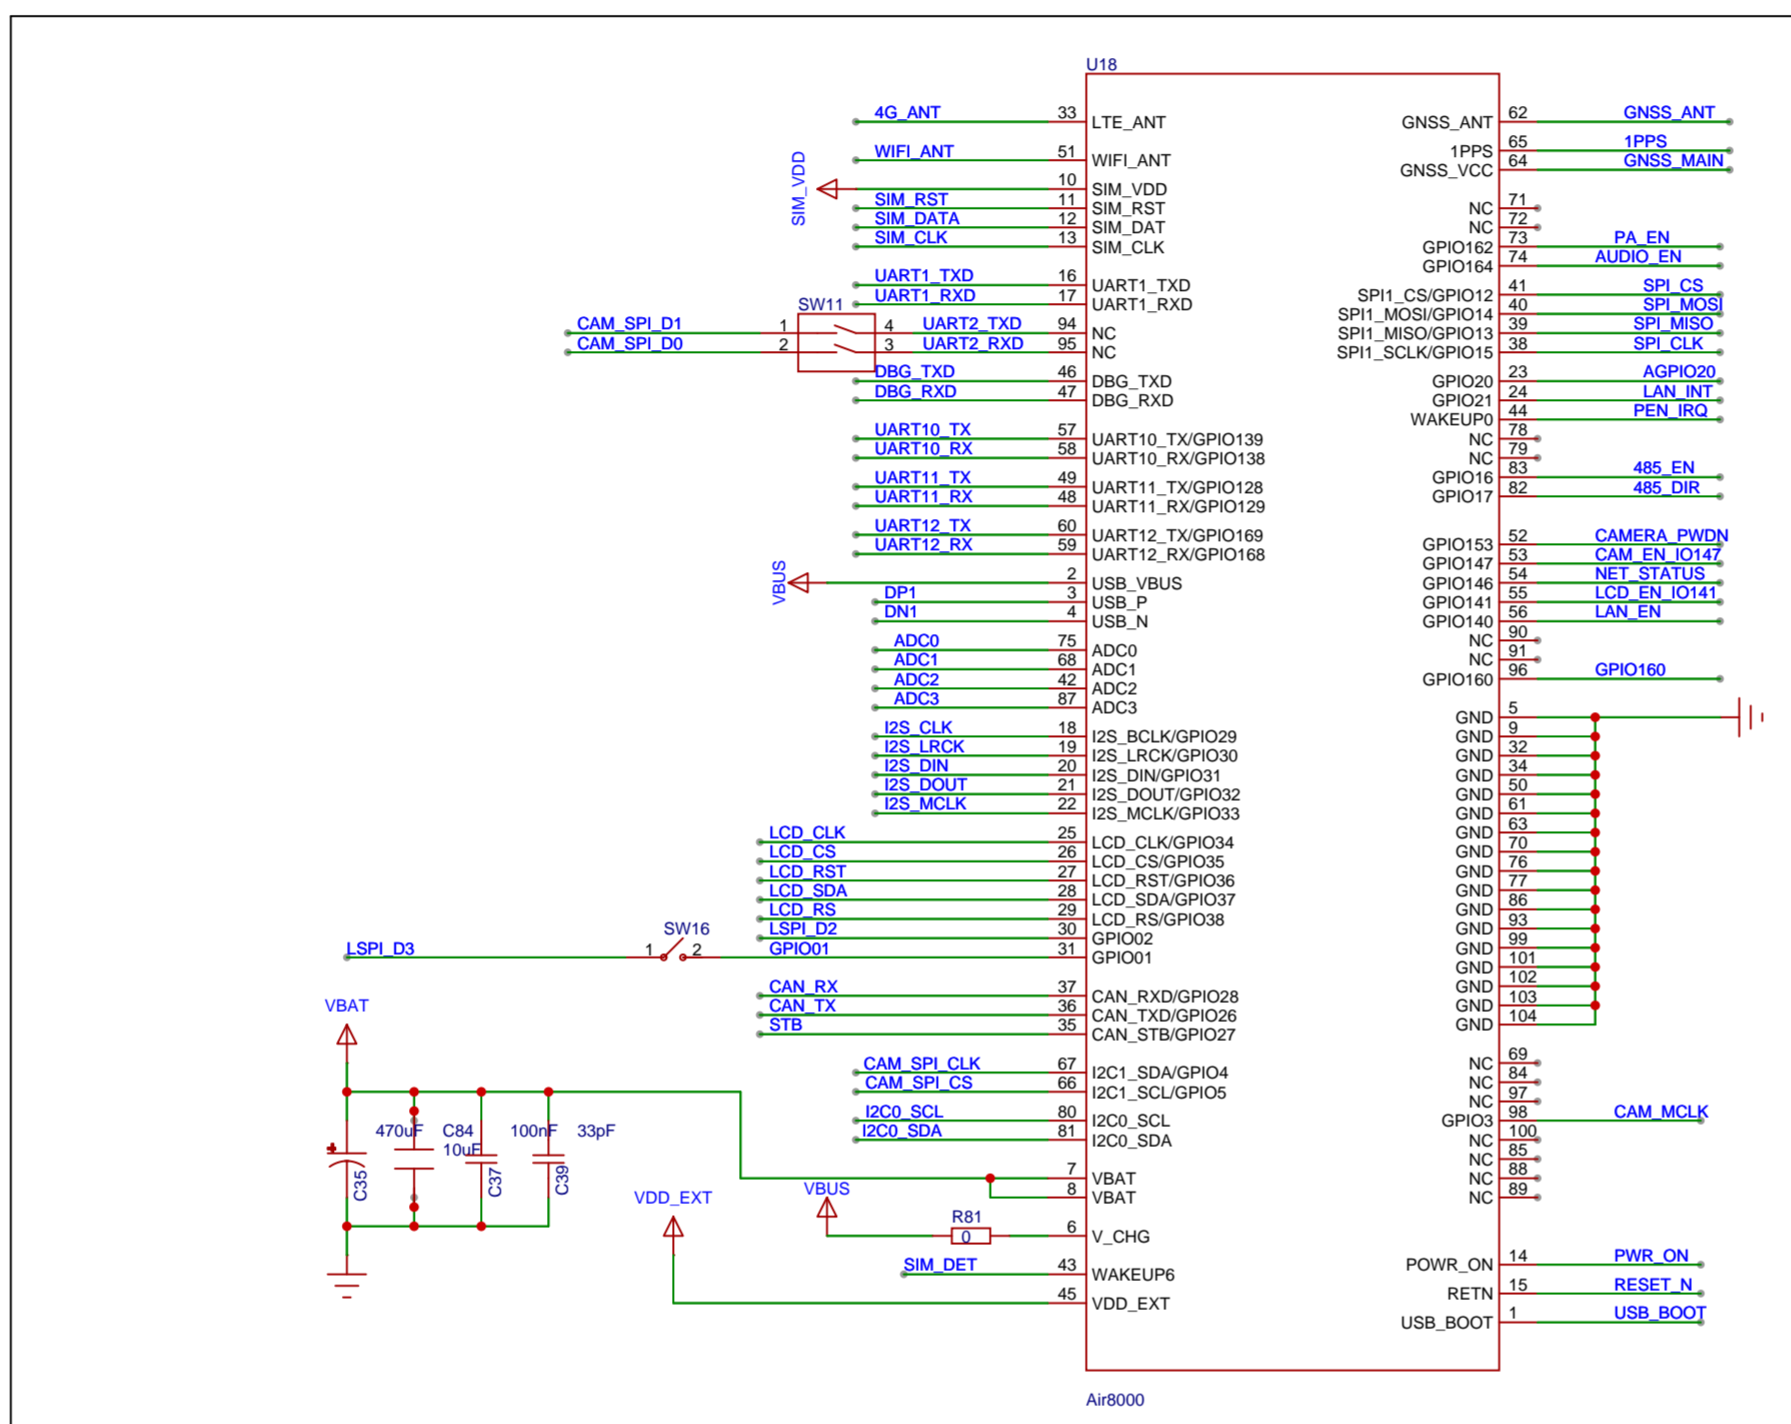 U18
4G_ANT 33 LTE_ANT
WIFI_ANT 51 WIFI_ANT
SIM_VDD 10 SIM_VDD
SIM_RST 11 SIM_RST
SIM_DATA 12 SIM_DAT
SIM_CLK 13 SIM_CLK
UART1_TXD 16 UART1_TXD
UART1_RXD 17 UART1_RXD
SW11
CAM_SPI_D1 1 4 UART2_TXD 94 NC
CAM_SPI_D0 2 3 UART2_RXD 95 NC
DBG_TXD 46 DBG_TXD
DBG_RXD 47 DBG_RXD
UART10_TX 57 UART10_TX/GPIO139
UART10_RX 58 UART10_RX/GPIO138
UART11_TX 49 UART11_TX/GPIO128
UART11_RX 48 UART11_RX/GPIO129
UART12_TX 60 UART12_TX/GPIO169
UART12_RX 59 UART12_RX/GPIO168
VBUS 2 USB_VBUS
DP1 3 USB_P
DN1 4 USB_N
ADC0 75 ADC0
ADC1 68 ADC1
ADC2 42 ADC2
ADC3 87 ADC3
I2S_CLK 18 I2S_BCLK/GPIO29
I2S_LRCK 19 I2S_LRCK/GPIO30
I2S_DIN 20 I2S_DIN/GPIO31
I2S_DOUT 21 I2S_DOUT/GPIO32
I2S_MCLK 22 I2S_MCLK/GPIO33
LCD_CLK 25 LCD_CLK/GPIO34
LCD_CS 26 LCD_CS/GPIO35
LCD_RST 27 LCD_RST/GPIO36
LCD_SDA 28 LCD_SDA/GPIO37
LCD_RS 29 LCD_RS/GPIO38
LSPI_D2 30 GPIO02
SW16
LSPI_D3 1 2 GPIO01 31 GPIO01
CAN_RX 37 CAN_RXD/GPIO28
CAN_TX 36 CAN_TXD/GPIO26
STB 35 CAN_STB/GPIO27
VBAT
CAM_SPI_CLK 67 I2C1_SDA/GPIO4
CAM_SPI_CS 66 I2C1_SCL/GPIO5
I2C0_SCL 80 I2C0_SCL
I2C0_SDA 81 I2C0_SDA
470uF C84 100nF 33pF
10uF
C35 C37 C39
7 VBAT
8 VBAT
VBUS
VDD_EXT
R81
0 6 V_CHG
SIM_DET 43 WAKEUP6
45 VDD_EXT
GNSS_ANT 62 GNSS_ANT
1PPS 65 1PPS
GNSS_VCC 64 GNSS_MAIN
NC 71
NC 72
GPIO162 73 PA_EN
GPIO164 74 AUDIO_EN
SPI1_CS/GPIO12 41 SPI_CS
SPI1_MOSI/GPIO14 40 SPI_MOSI
SPI1_MISO/GPIO13 39 SPI_MISO
SPI1_SCLK/GPIO15 38 SPI_CLK
GPIO20 23 AGPIO20
GPIO21 24 LAN_INT
WAKEUP0 44 PEN_IRQ
NC 78
NC 79
GPIO16 83 485_EN
GPIO17 82 485_DIR
GPIO153 52 CAMERA_PWDN
GPIO147 53 CAM_EN_IO147
GPIO146 54 NET_STATUS
GPIO141 55 LCD_EN_IO141
GPIO140 56 LAN_EN
NC 90
NC 91
GPIO160 96 GPIO160
GND 5
GND 9
GND 32
GND 34
GND 50
GND 61
GND 63
GND 70
GND 76
GND 77
GND 86
GND 93
GND 99
GND 101
GND 102
GND 103
GND 104
NC 69
NC 84
NC 97
GPIO3 98 CAM_MCLK
NC 100
NC 85
NC 88
NC 89
POWR_ON 14 PWR_ON
RETN 15 RESET_N
USB_BOOT 1 USB_BOOT
Air8000